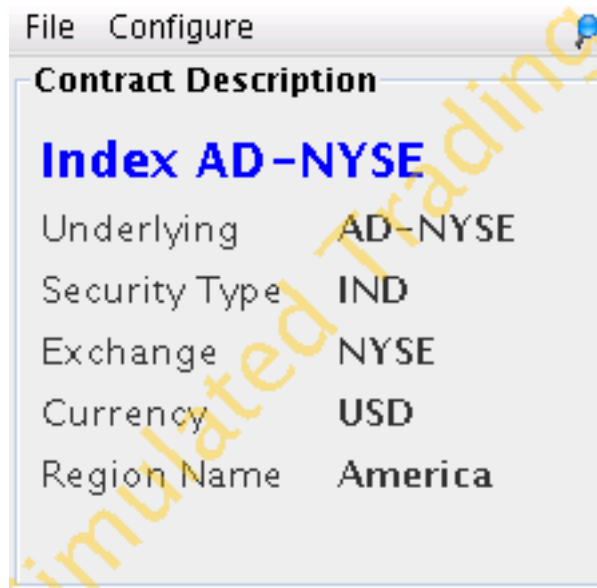 File Configure
Contract Description
Index AD-NYSE
Underlying AD-NYSE
Security Type IND
Exchange NYSE
Currency USD
Region Name America
Simulated Trading